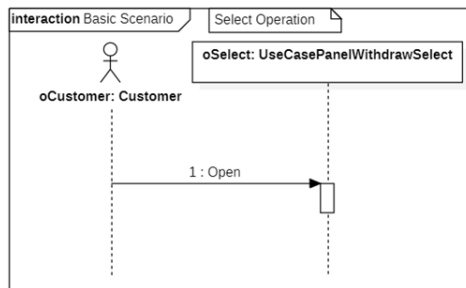 interaction Basic Scenario
Select Operation
oSelect: UseCasePanelWithdrawSelect
oCustomer: Customer
1 : Open